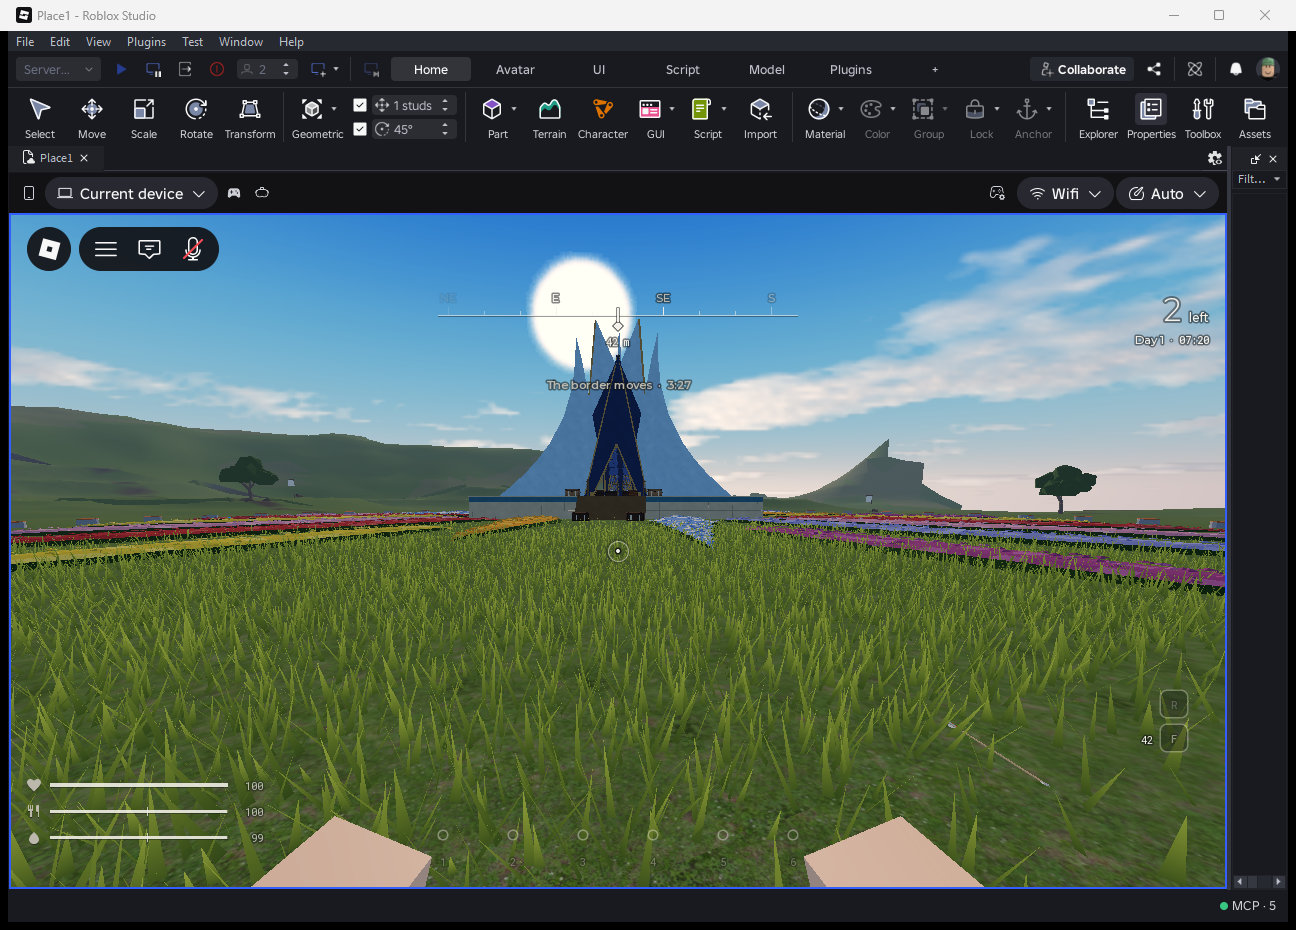 Place1 - Roblox Studio
File Edit View Plugins Test Window Help
Server... 2 Home Avatar UI Script Model Plugins + Collaborate
1 studs
45°
Select Move Scale Rotate Transform Geometric Part Terrain Character GUI Script Import Material Color Group Lock Anchor Explorer Properties Toolbox Assets
Place1
Filt...
Current device Wifi Auto
NE E SE S
2 left
42 m
Day1 · 07:20
The border moves · 3:27
R
42 F
100
100
99
1 2 3 4 5 6
MCP · 5